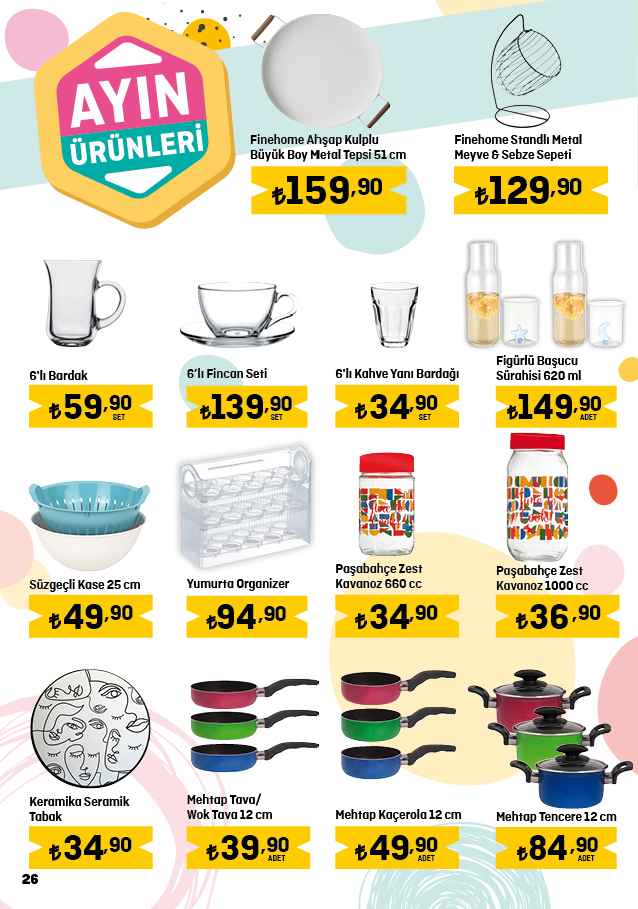 AYIN
ÜRÜNLERİ
Finehome Ahşap Kulplu
Büyük Boy Metal Tepsi 51 cm
₺159,90
Finehome Standlı Metal
Meyve & Sebze Sepeti
₺129,90
6'lı Bardak
₺59,90
SET
6'lı Fincan Seti
₺139,90
SET
6'lı Kahve Yanı Bardağı
₺34,90
SET
Figürlü Başucu
Sürahisi 620 ml
₺149,90
ADET
Süzgeçli Kase 25 cm
₺49,90
Yumurta Organizer
₺94,90
Paşabahçe Zest
Kavanoz 660 cc
₺34,90
Paşabahçe Zest
Kavanoz 1000 cc
₺36,90
Keramika Seramik
Tabak
₺34,90
Mehtap Tava/
Wok Tava 12 cm
₺39,90
ADET
Mehtap Kaçerola 12 cm
₺49,90
ADET
Mehtap Tencere 12 cm
₺84,90
ADET
26